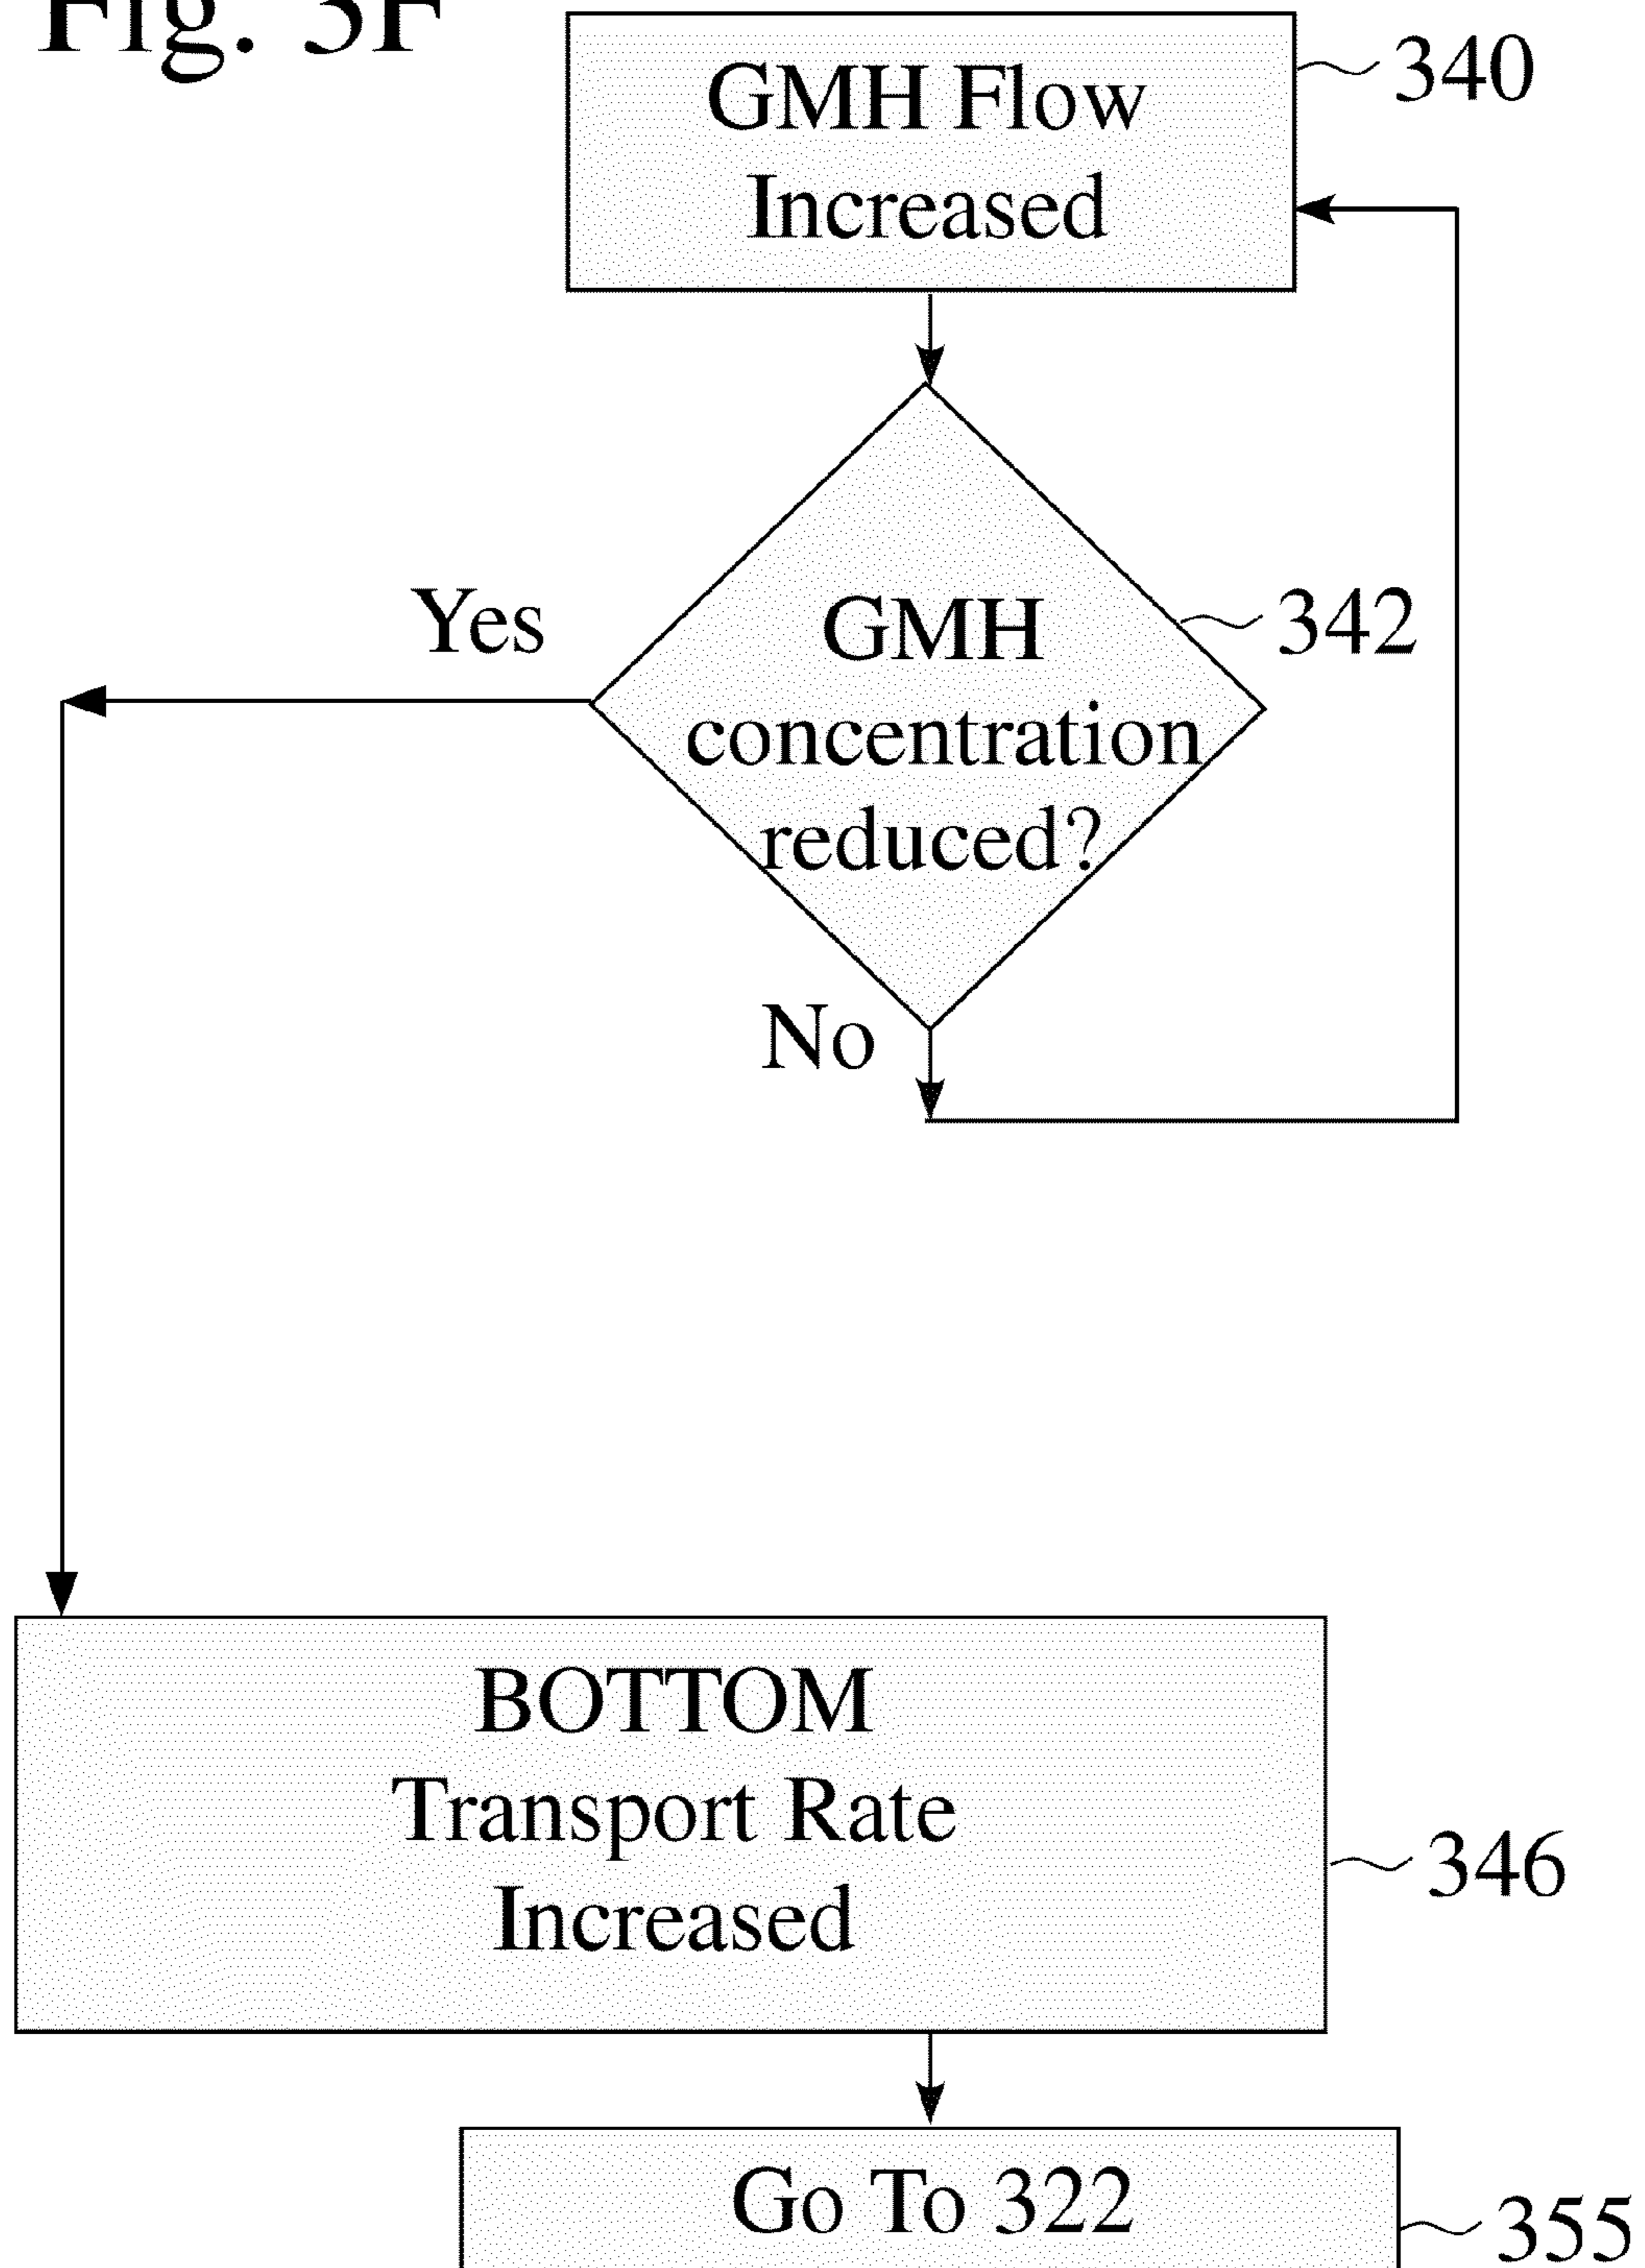 Fig. 3F
GMH Flow
Increased
340
GMH
concentration
reduced?
342
Yes
No
BOTTOM
Transport Rate
Increased
346
Go To 322
355